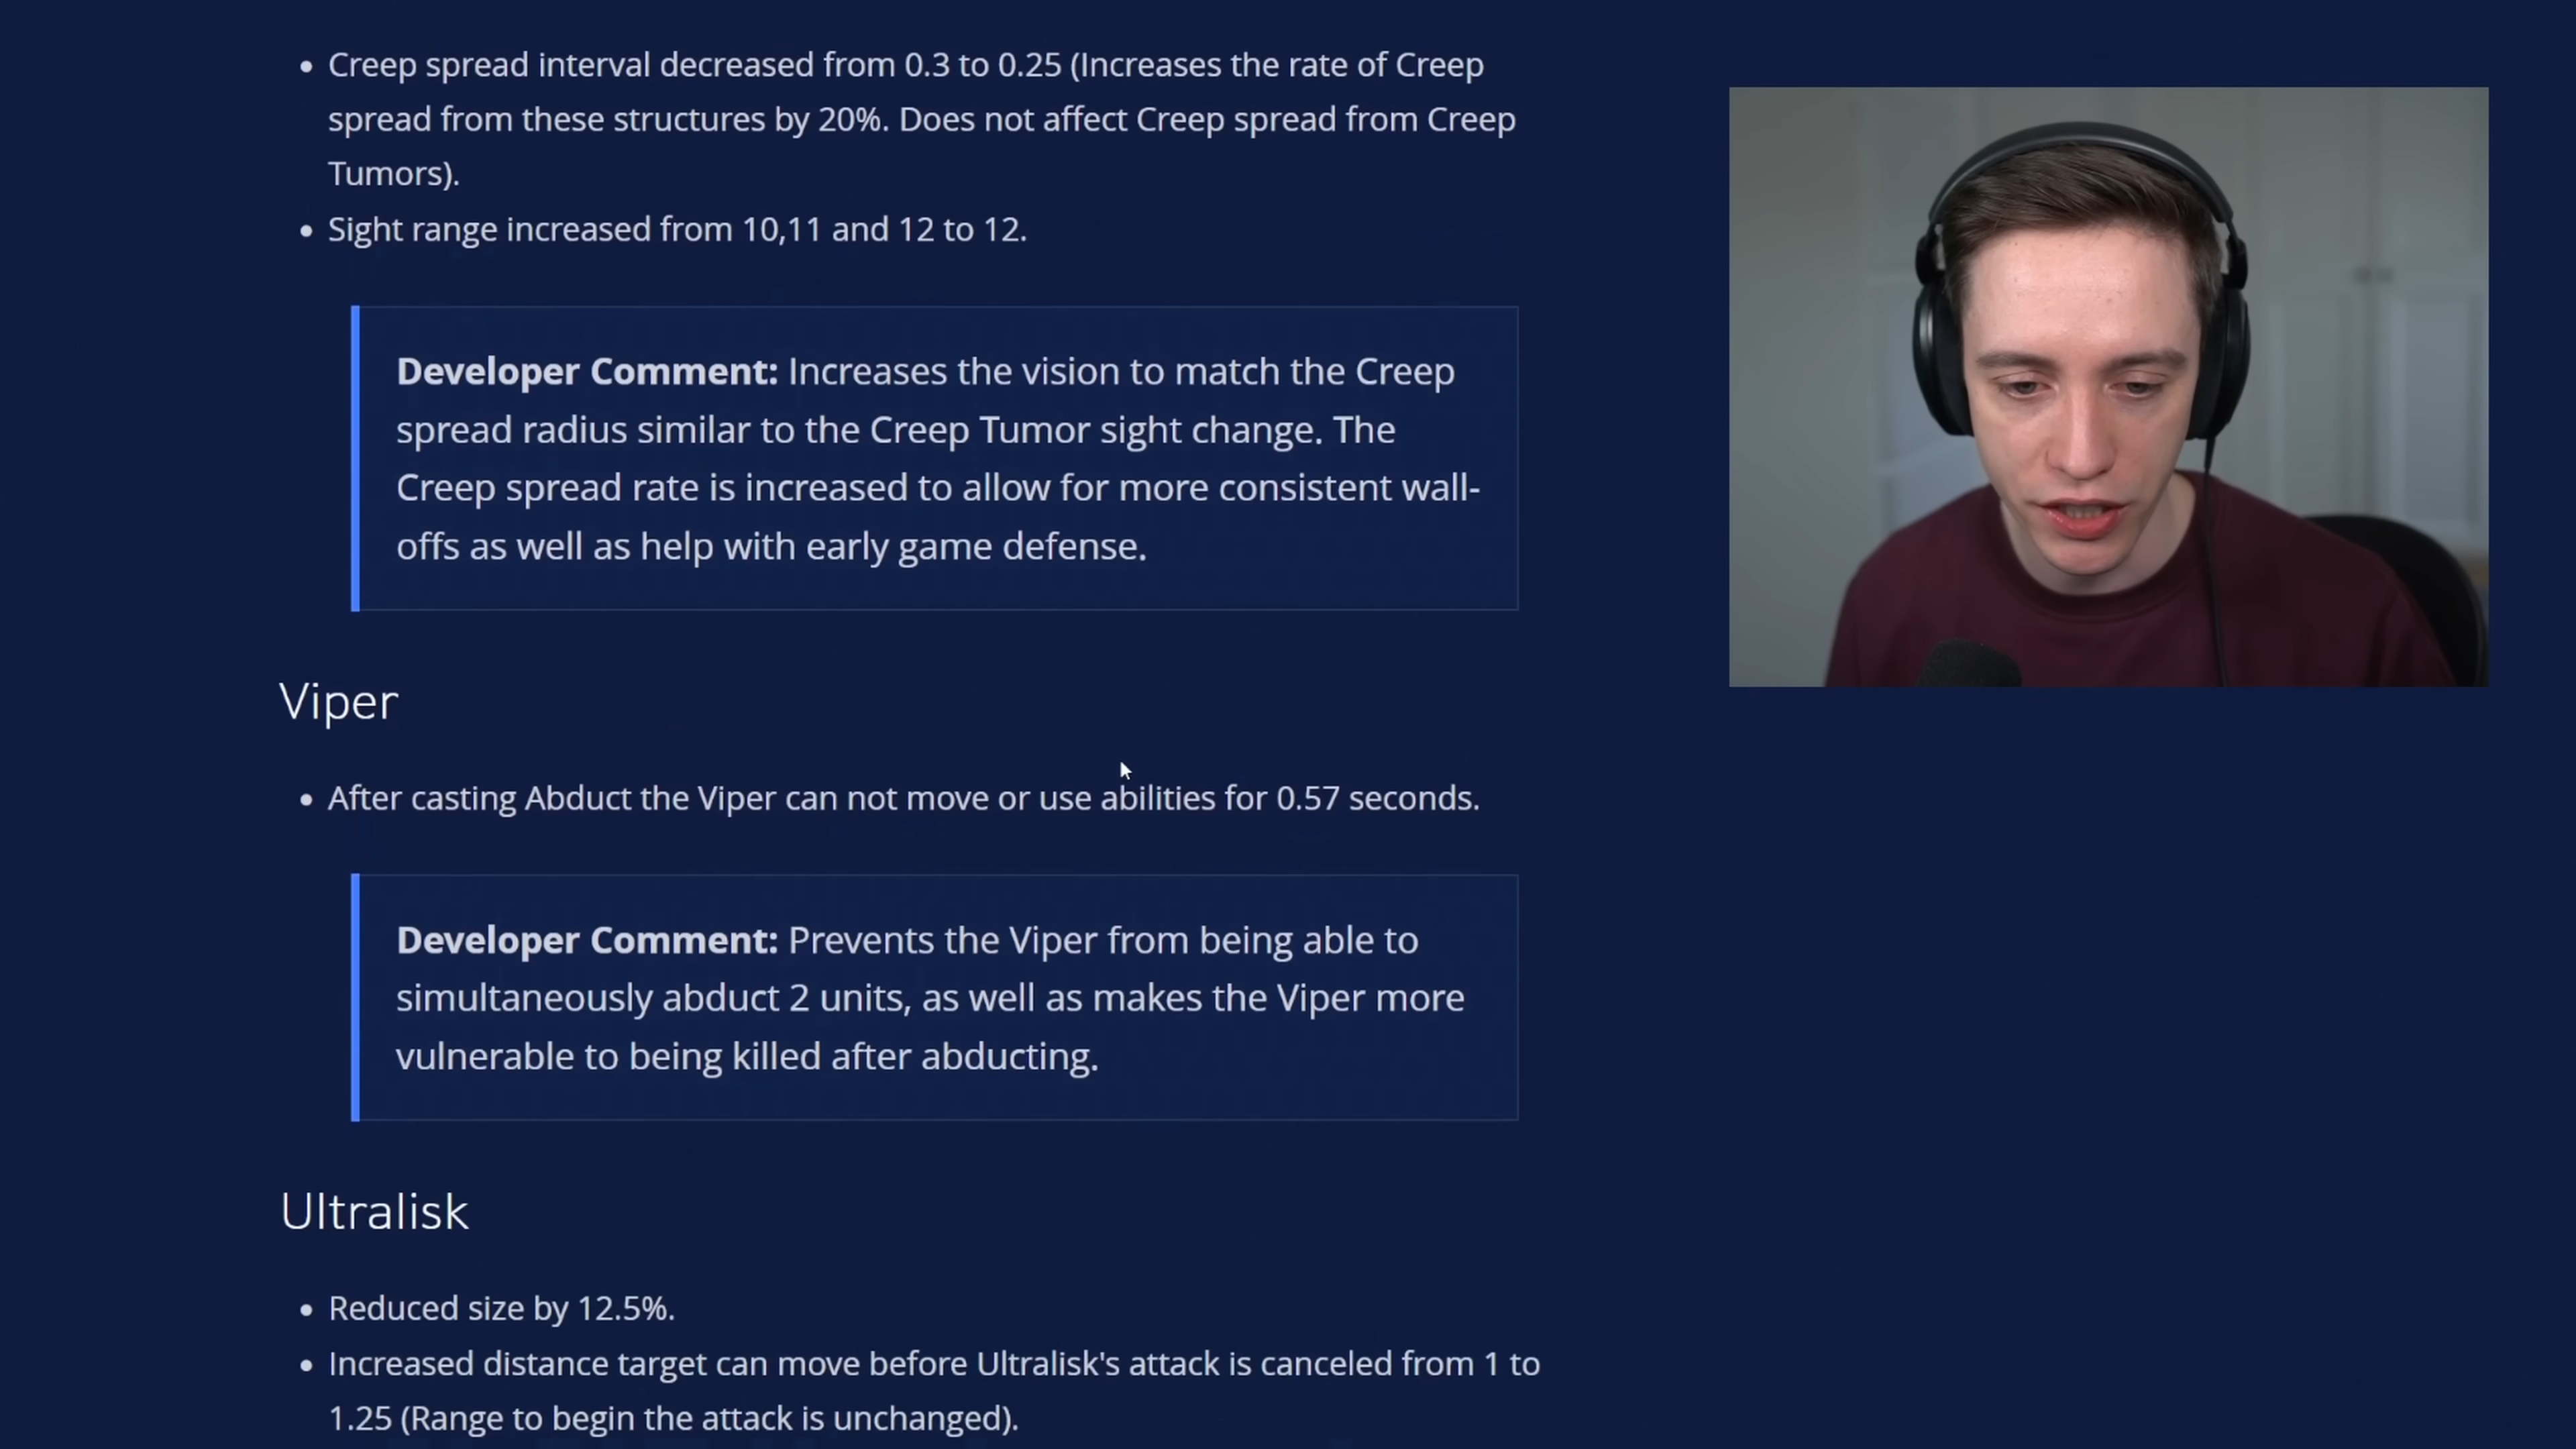 • Creep spread interval decreased from 0.3 to 0.25 (Increases the rate of Creep
spread from these structures by 20%. Does not affect Creep spread from Creep
Tumors).
• Sight range increased from 10,11 and 12 to 12.
Developer Comment: Increases the vision to match the Creep
spread radius similar to the Creep Tumor sight change. The
Creep spread rate is increased to allow for more consistent wall-
offs as well as help with early game defense.
Viper
• After casting Abduct the Viper can not move or use abilities for 0.57 seconds.
Developer Comment: Prevents the Viper from being able to
simultaneously abduct 2 units, as well as makes the Viper more
vulnerable to being killed after abducting.
Ultralisk
• Reduced size by 12.5%.
• Increased distance target can move before Ultralisk's attack is canceled from 1 to
1.25 (Range to begin the attack is unchanged).